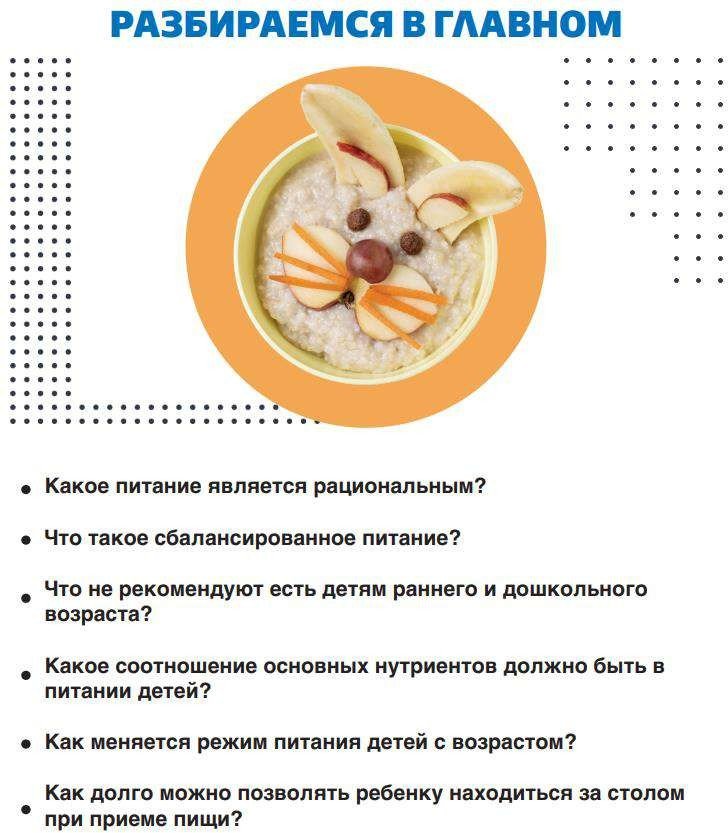 РАЗБИРАЕМСЯ В ГЛАВНОМ
• Какое питание является рациональным?
• Что такое сбалансированное питание?
• Что не рекомендуют есть детям раннего и дошкольного
возраста?
• Какое соотношение основных нутриентов должно быть в
питании детей?
• Как меняется режим питания детей с возрастом?
• Как долго можно позволять ребенку находиться за столом
при приеме пищи?